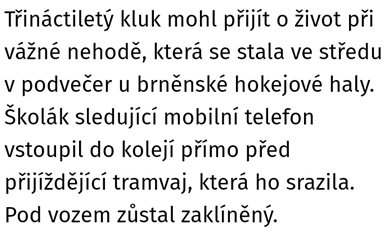 Třináctiletý kluk mohl přijít o život při
vážné nehodě, která se stala ve středu
v podvečer u brněnské hokejové haly.
Školák sledující mobilní telefon
vstoupil do kolejí přímo před
přijíždějící tramvaj, která ho srazila.
Pod vozem zůstal zaklíněný.